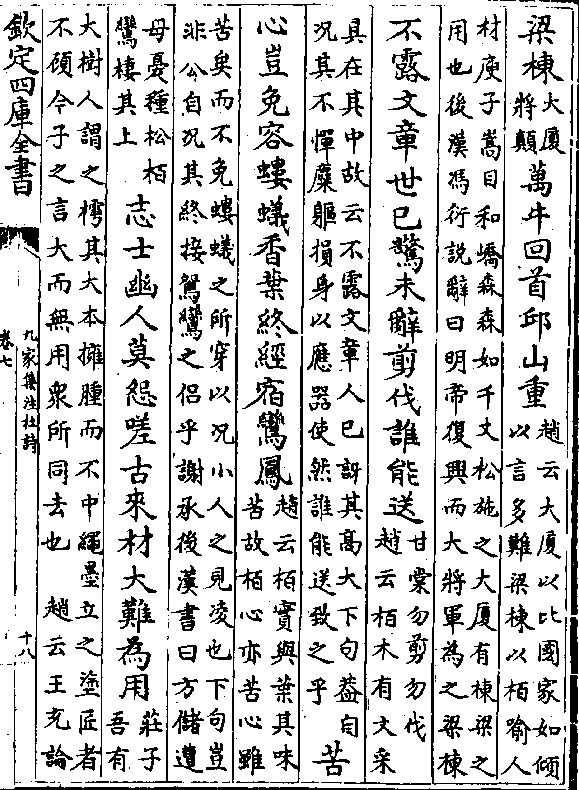 梁棟
大厦
將顛
萬牛回首邱山重
趙云大厦以比國家如傾
以言多難梁棟以栢喻人
材庾子嵩目和嶠森森如千丈松施之大厦有棟梁之
用也後漢馮衍説辭曰明帝復興而大將軍為之梁棟
不露文章世已驚未辭剪伐誰能送
甘棠勿剪勿伐
趙云栢木有文采
具在其中故云不露文章人已訝其高大下句葢自
况其不憚糜軀損身以應器使然誰能送致之乎
苦
心豈免容螻蟻香葉終經宿鸞鳳
趙云栢實與葉其味
苦故栢心亦苦心雖
苦矣而不免螻蟻之所穿以况小人之見凌也下句豈
非公自况其終接鴛鸞之侣乎謝承後漢書曰方儲遭
母憂種松栢
鸞棲其上
志士幽人莫怨嗟古來材大難為用
莊子
吾有
大樹人謂之樗其大本擁腫而不中繩墨立之塗匠者
不顧今子之言大而無用衆所同去也 趙云王充論
欽定四庫全書
九家集注杜詩
卷七
十八